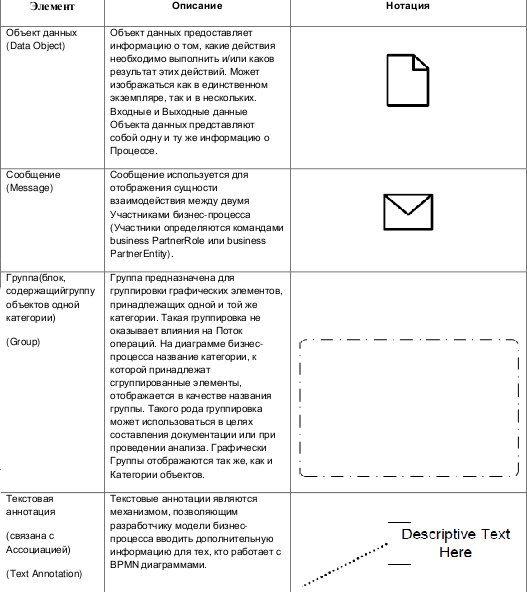 Элемент
Описание
Нотация
Объект данных
(Data Object)
Объект данных предоставляет
информацию о том, какие действия
необходимо выполнить и/или каков
результат этих действий. Может
изображаться как в единственном
экземпляре, так и в нескольких.
Входные и Выходные данные
Объекта данных представляют
собой одну и ту же информацию о
Процессе.
Сообщение
(Message)
Сообщение используется для
отображения сущности
взаимодействия между двумя
Участниками бизнес-процесса
(Участники определяются командами
business PartnerRole или business
PartnerEntity).
Группа(блок,
содержащийгруппу
объектов одной
категории)
(Group)
Группа предназначена для
группировки графических элементов,
принадлежащих одной и той же
категории. Такая группировка не
оказывает влияния на Поток
операций. На диаграмме бизнес-
процесса название категории, к
которой принадлежат
сгруппированные элементы,
отображается в качестве названия
группы. Такого рода группировка
может использоваться в целях
составления документации или при
проведении анализа. Графически
Группы отображаются так же, как и
Категории объектов.
Текстовая
аннотация
(связана с
Ассоциацией)
(Text Annotation)
Текстовые аннотации являются
механизмом, позволяющим
разработчику модели бизнес-
процесса вводить дополнительную
информацию для тех, кто работает с
BPMN диаграммами.
Descriptive Text
Here